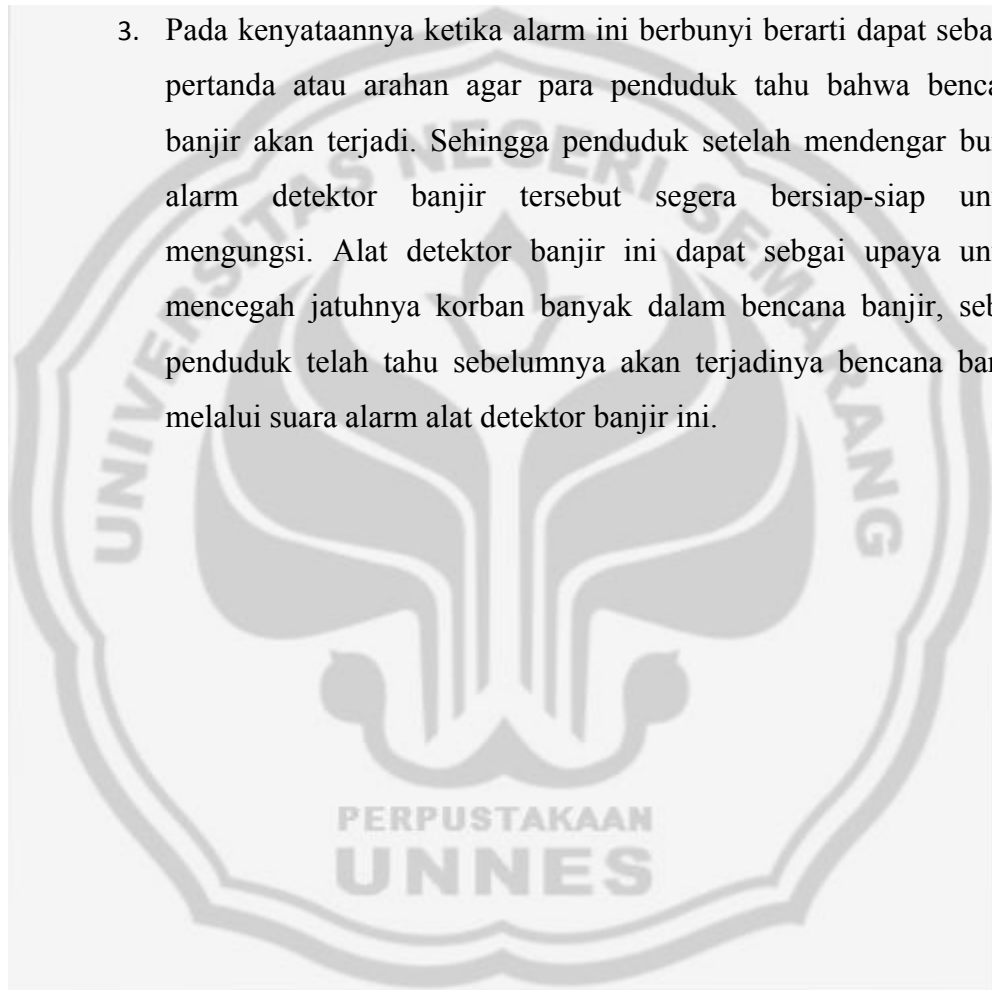 3. Pada kenyataannya ketika alarm ini berbunyi berarti dapat seba
pertanda atau arahan agar para penduduk tahu bahwa benca
banjir akan terjadi. Sehingga penduduk setelah mendengar bu
alarm detektor banjir tersebut segera bersiap-siap un
mengungsi. Alat detektor banjir ini dapat sebgai upaya un
mencegah jatuhnya korban banyak dalam bencana banjir, seb
penduduk telah tahu sebelumnya akan terjadinya bencana ban
melalui suara alarm alat detektor banjir ini.
UNIVERSITAS NEGERI SEMARANG
PERPUSTAKAAN
UNNES